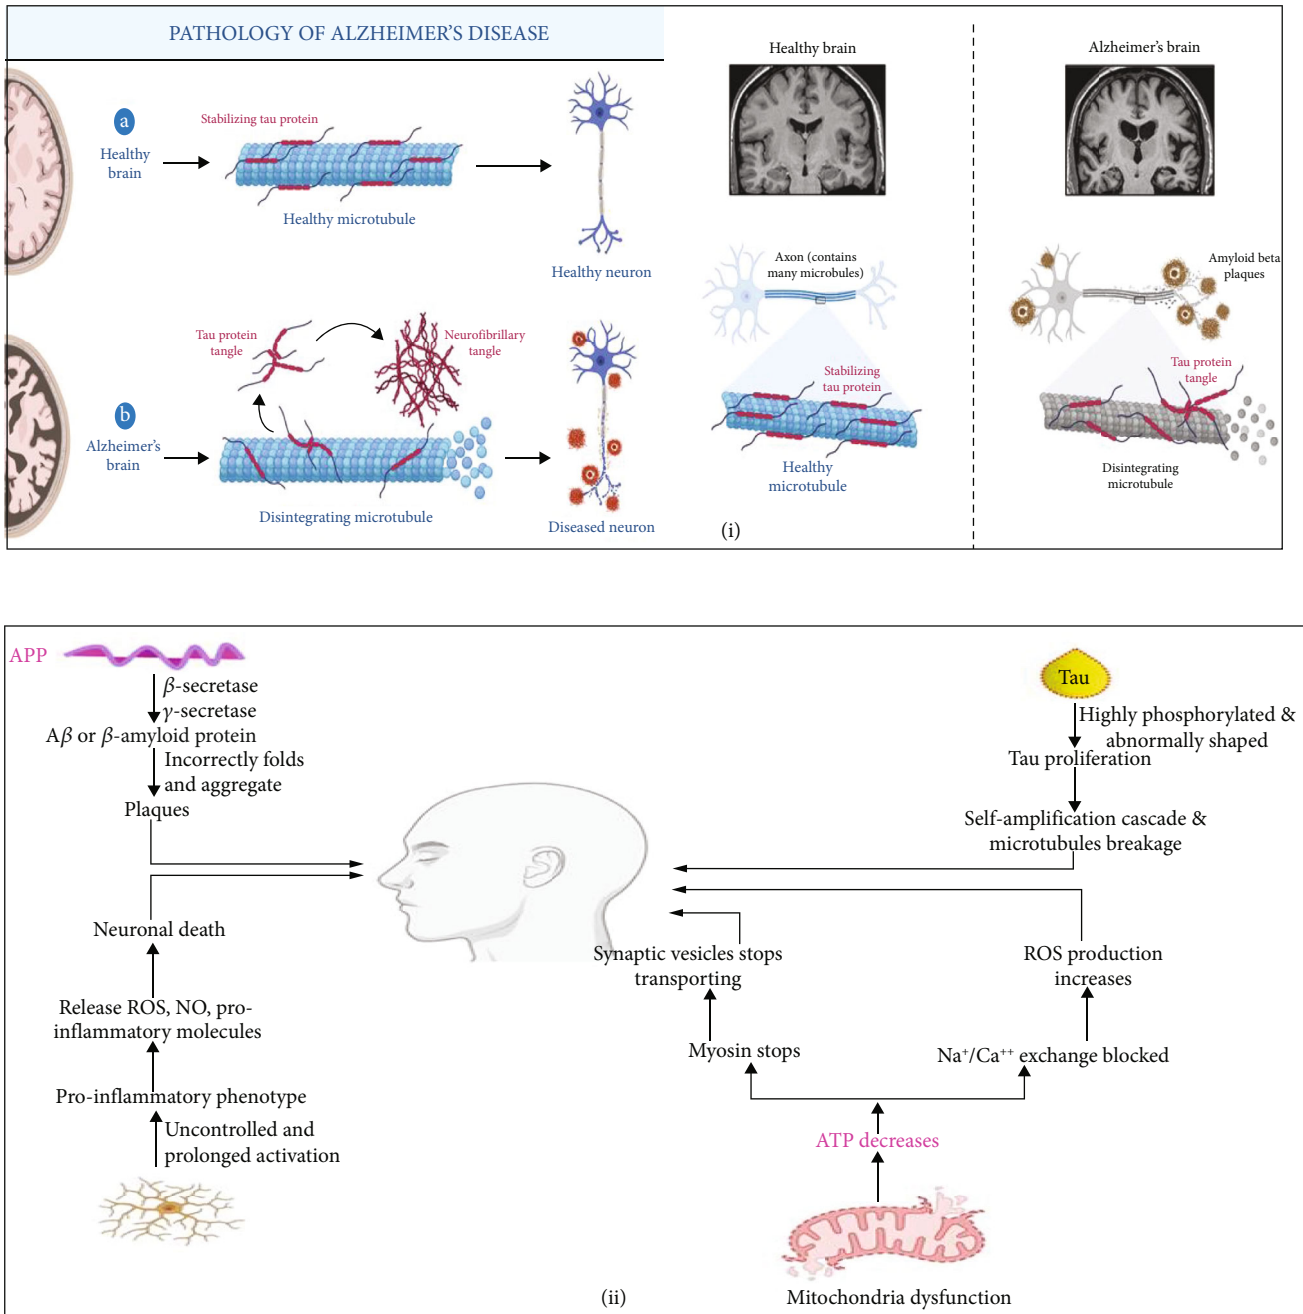 PATHOLOGY OF ALZHEIMER'S DISEASE
a
Healthy
brain
Stabilizing tau protein
Healthy microtubule
Healthy neuron
b
Alzheimer's
brain
Tau protein
tangle
Neurofibrillary
tangle
Disintegrating microtubule
Diseased neuron
Healthy brain
Axon (contains
many microbules)
Stabilizing
tau protein
Healthy
microtubule
Alzheimer's brain
Amyloid beta
plaques
Tau protein
tangle
Disintegrating
microtubule
(i)
APP
β-secretase
γ-secretase
Aβ or β-amyloid protein
Incorrectly folds
and aggregate
Plaques
Neuronal death
Release ROS, NO, pro-
inflammatory molecules
Pro-inflammatory phenotype
Uncontrolled and
prolonged activation
Tau
Highly phosphorylated &
abnormally shaped
Tau proliferation
Self-amplification cascade &
microtubules breakage
Synaptic vesicles stops
transporting
ROS production
increases
Myosin stops
Na⁺/Ca⁺⁺ exchange blocked
ATP decreases
Mitochondria dysfunction
(ii)